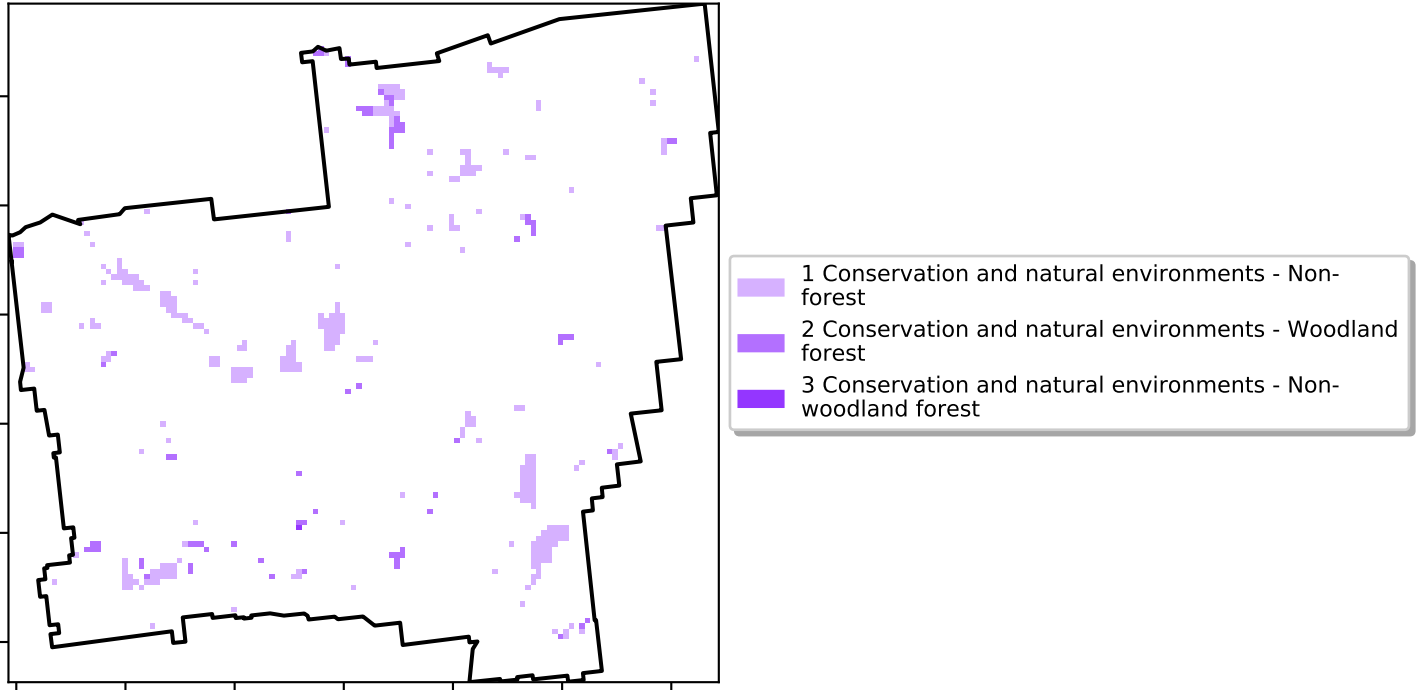 1 Conservation and natural environments - Non-
forest
2 Conservation and natural environments - Woodland
forest
3 Conservation and natural environments - Non-
woodland forest